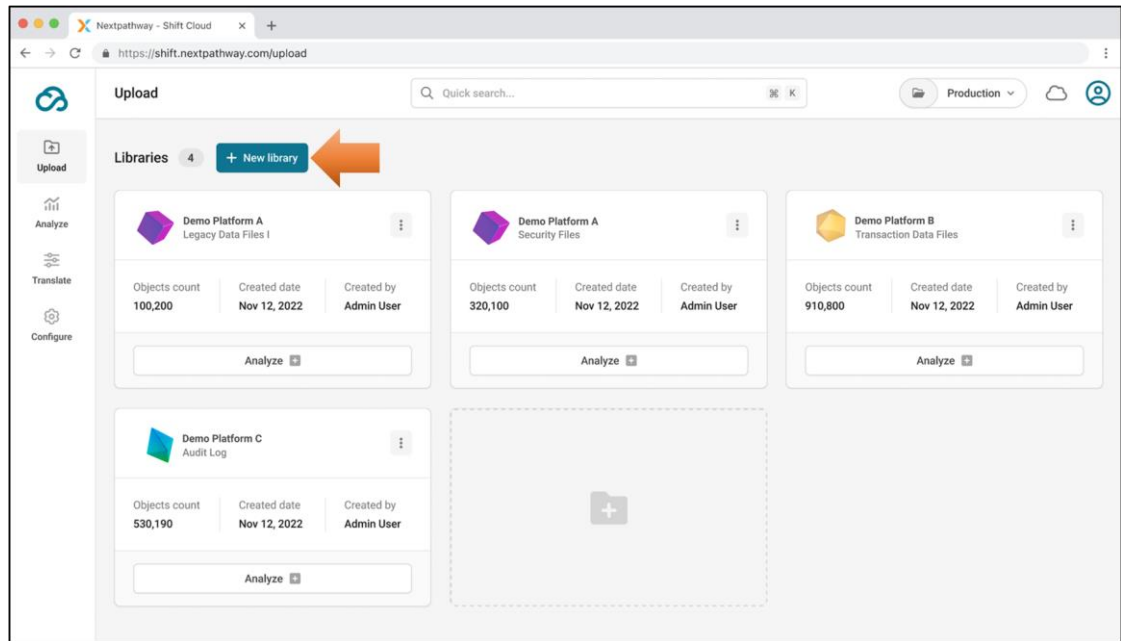 Nextpathway - Shift Cloud
https://shift.nextpathway.com/upload
Upload
Quick search...
⌘ K
Production
Upload
Analyze
Translate
Configure
Libraries 4
+ New library
Demo Platform A
Legacy Data Files I
Objects count Created date Created by
100,200 Nov 12, 2022 Admin User
Analyze
Demo Platform A
Security Files
Objects count Created date Created by
320,100 Nov 12, 2022 Admin User
Analyze
Demo Platform B
Transaction Data Files
Objects count Created date Created by
910,800 Nov 12, 2022 Admin User
Analyze
Demo Platform C
Audit Log
Objects count Created date Created by
530,190 Nov 12, 2022 Admin User
Analyze